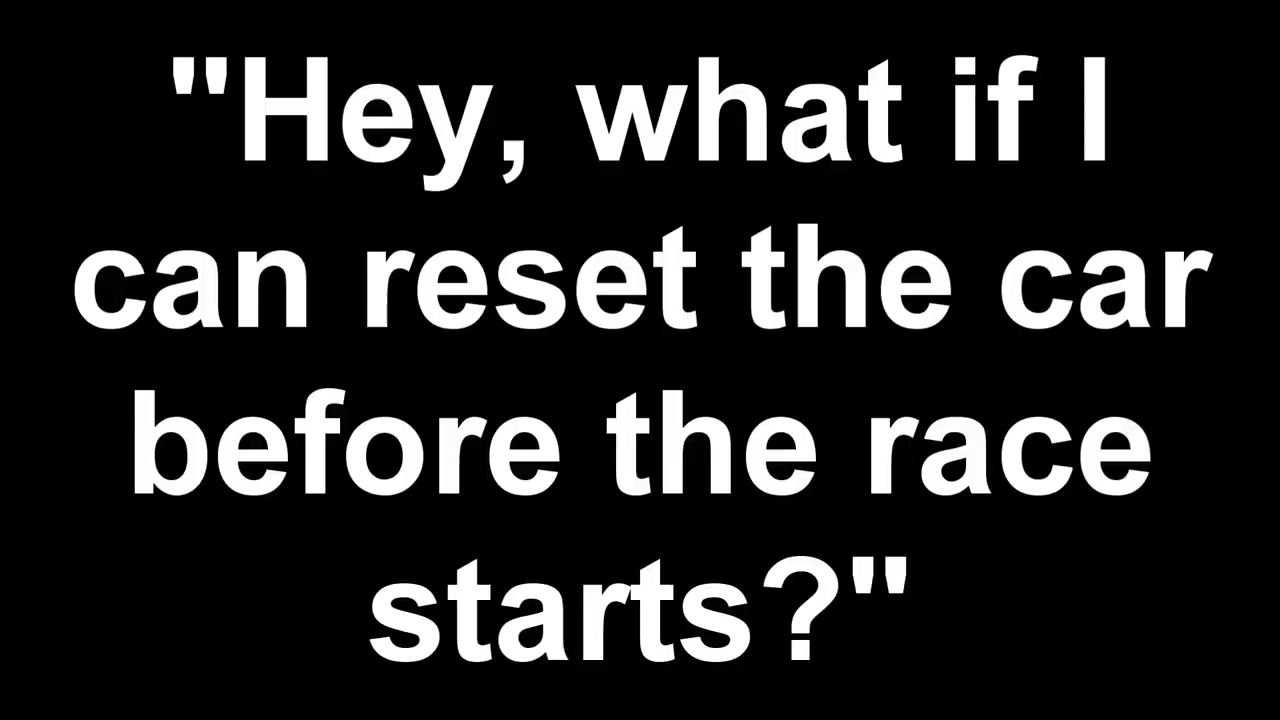 "Hey, what if I
can reset the car
before the race
starts?"